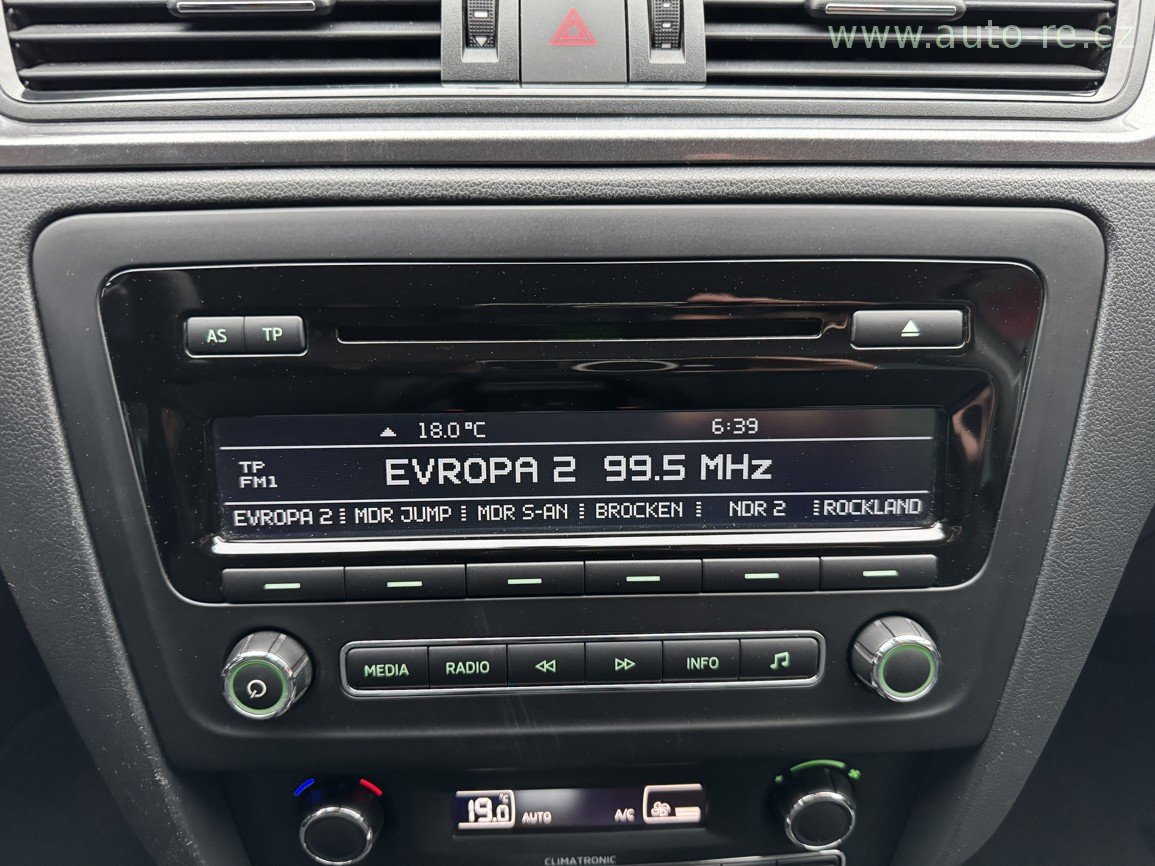 www.auto-re.cz
AS TP
18.0°C 6:39
TP
FM1
EVROPA 2 99.5 MHz
EVROPA 2 MDR JUMP MDR S-AN BROCKEN NDR 2 ROCKLAND
MEDIA RADIO INFO
19.0°C AUTO A/C
CLIMATRONIC